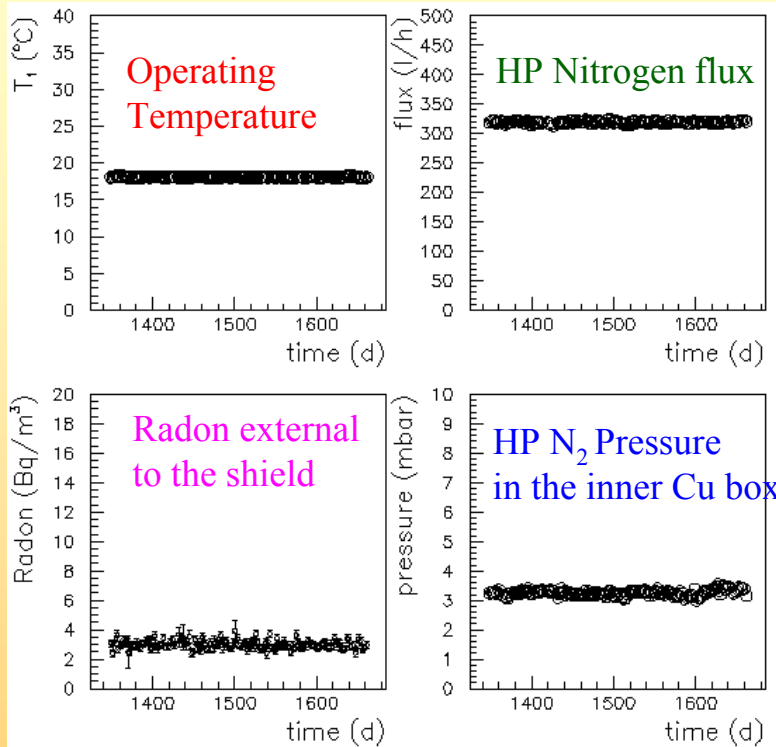 T₁ (°C)
40
35
30
25
20
15
10
5
0
Operating
Temperature
1400 1500 1600
time (d)
flux (l/h)
500
450
400
350
300
250
200
150
100
50
0
HP Nitrogen flux
1400 1500 1600
time (d)
Radon (Bq/m³)
20
18
16
14
12
10
8
6
4
2
0
Radon external
to the shield
1400 1500 1600
time (d)
pressure (mbar)
10
9
8
7
6
5
4
3
2
1
0
HP N₂ Pressure
in the inner Cu box
1400 1500 1600
time (d)